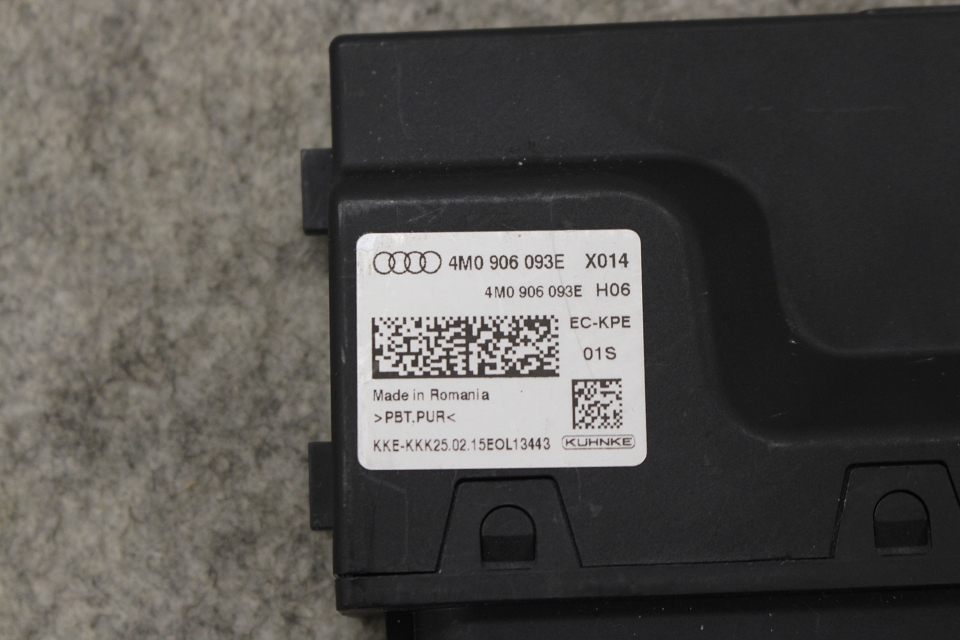 4M0 906 093E X014
4M0 906 093E H06
EC-KPE
01S
Made in Romania
>PBT,PUR<
KKE-KKK25.02.15EOL13443 KUHNKE